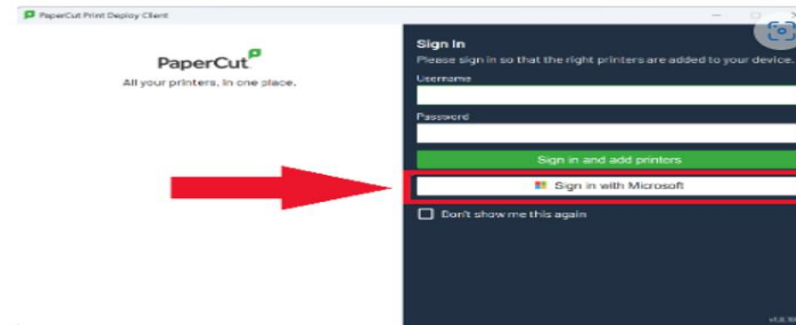 PaperCut Print Deploy Client
PaperCut
All your printers, in one place.
Sign In
Please sign in so that the right printers are added to your device.
Username
Password
Sign in and add printers
Sign in with Microsoft
Don't show me this again